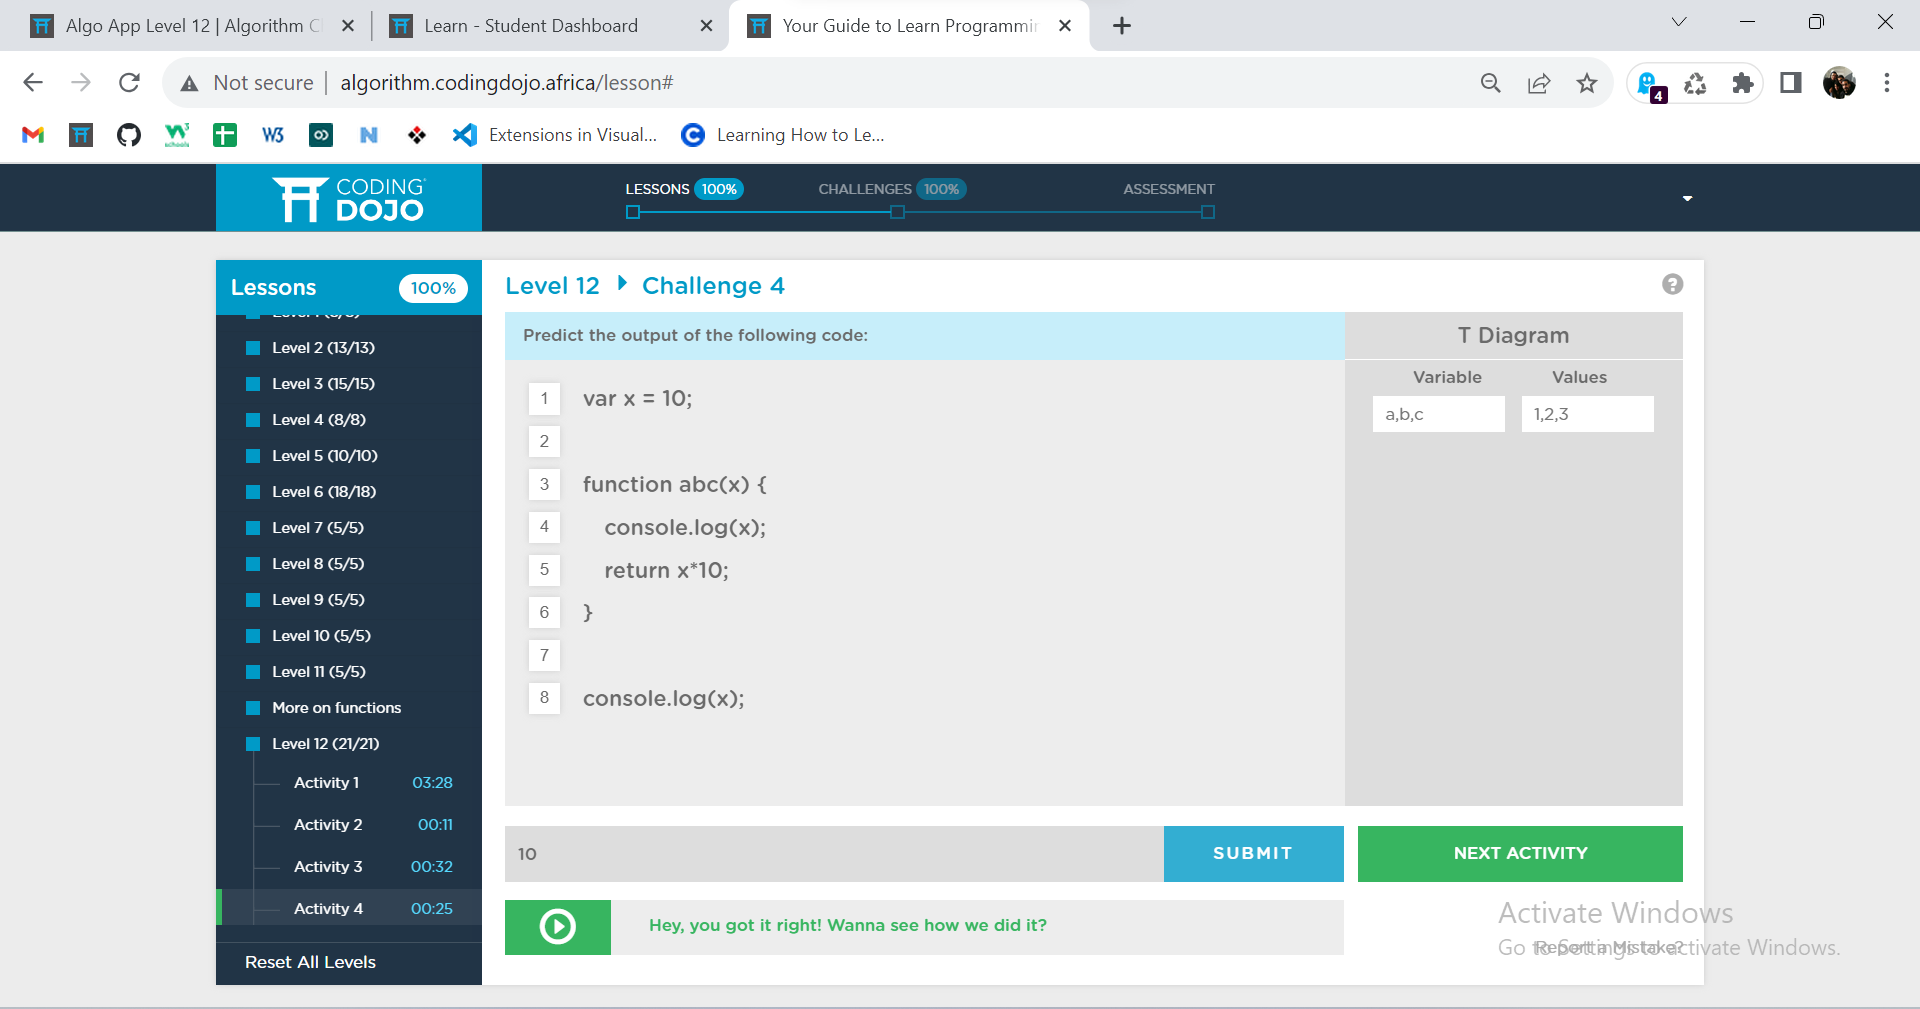 Algo App Level 12 | Algorithm C
Learn - Student Dashboard
Your Guide to Learn Programmin
Not secure
algorithm.codingdojo.africa/lesson#
4
W3
schools
W3
N
Extensions in Visual...
Learning How to Le...
CODING
DOJO
LESSONS 100%
CHALLENGES 100%
ASSESSMENT
Lessons 100%
Level 2 (13/13)
Level 3 (15/15)
Level 4 (8/8)
Level 5 (10/10)
Level 6 (18/18)
Level 7 (5/5)
Level 8 (5/5)
Level 9 (5/5)
Level 10 (5/5)
Level 11 (5/5)
More on functions
Level 12 (21/21)
Activity 1 03:28
Activity 2 00:11
Activity 3 00:32
Activity 4 00:25
Reset All Levels
Level 12 Challenge 4
?
Predict the output of the following code:
1 var x = 10;
2
3 function abc(x) {
4 console.log(x);
5 return x*10;
6 }
7
8 console.log(x);
T Diagram
Variable Values
a,b,c 1,2,3
10
SUBMIT
NEXT ACTIVITY
Hey, you got it right! Wanna see how we did it?
Activate Windows
Go to Settings to activate Windows.
Report a Mistake?